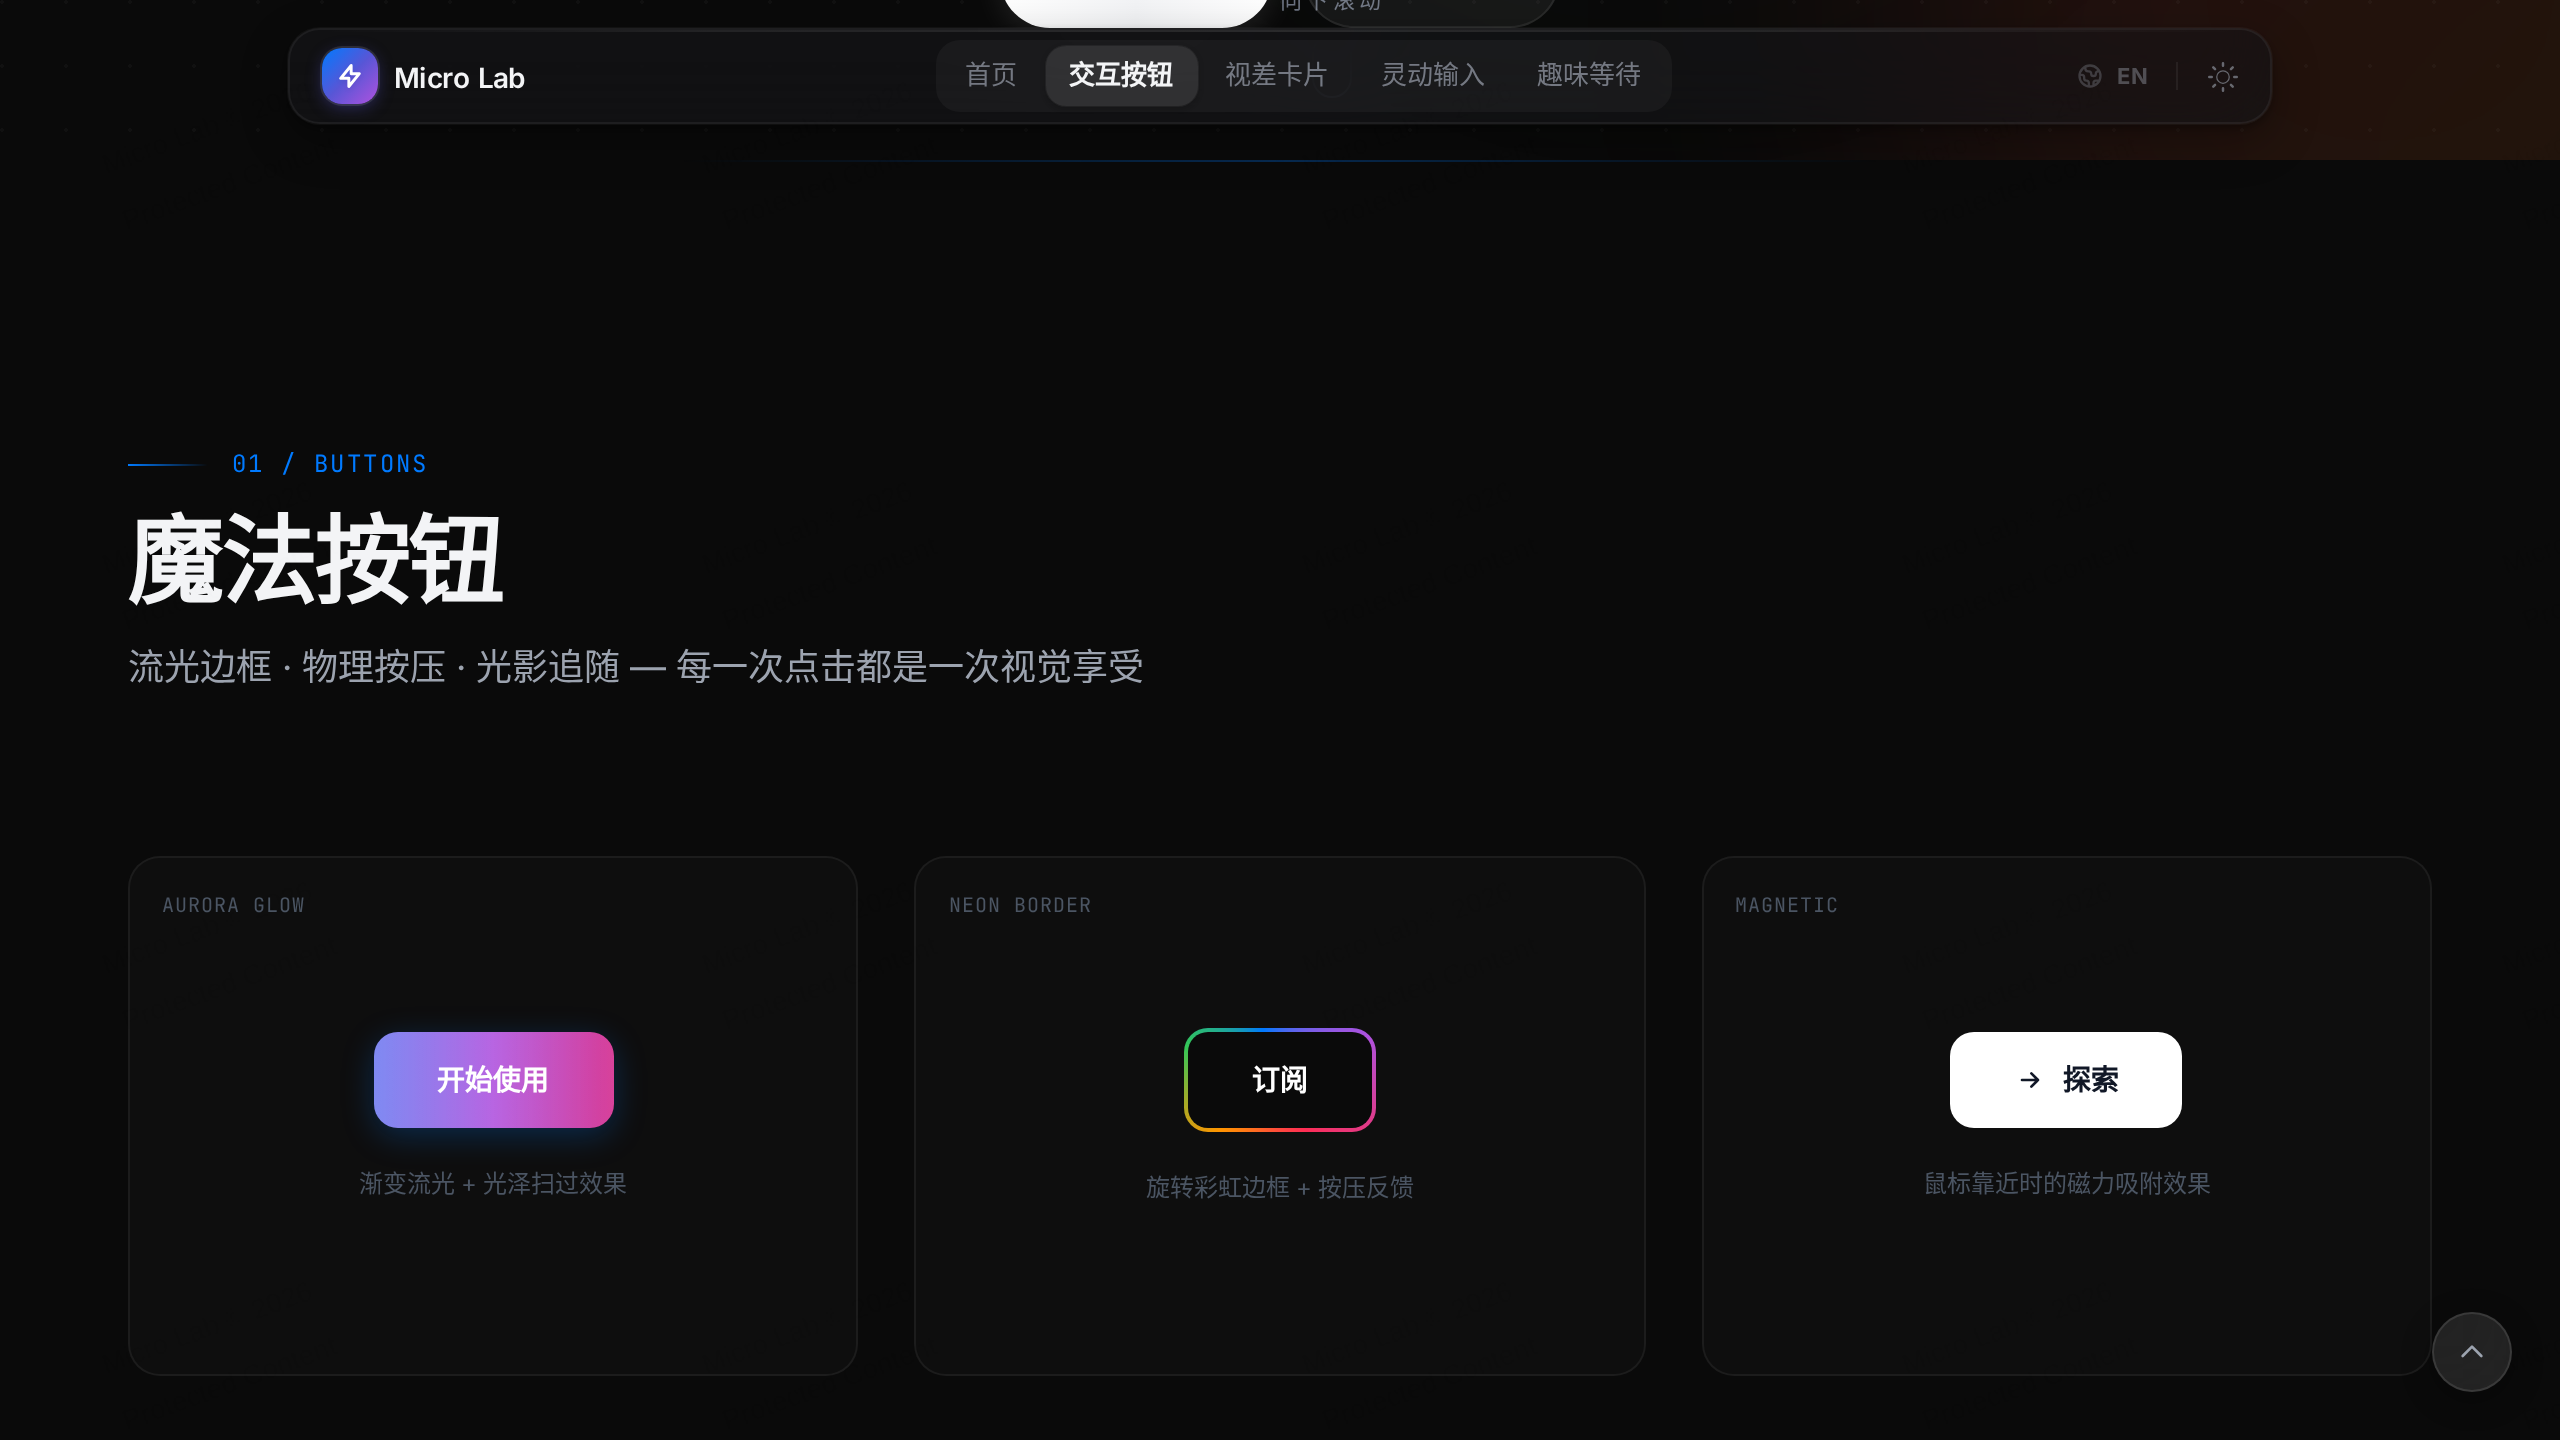 向下滚动
Micro Lab
首页
交互按钮
视差卡片
灵动输入
趣味等待
EN
01 / BUTTONS
魔法按钮
流光边框 · 物理按压 · 光影追随 — 每一次点击都是一次视觉享受
AURORA GLOW
开始使用
渐变流光 + 光泽扫过效果
NEON BORDER
订阅
旋转彩虹边框 + 按压反馈
MAGNETIC
→ 探索
鼠标靠近时的磁力吸附效果